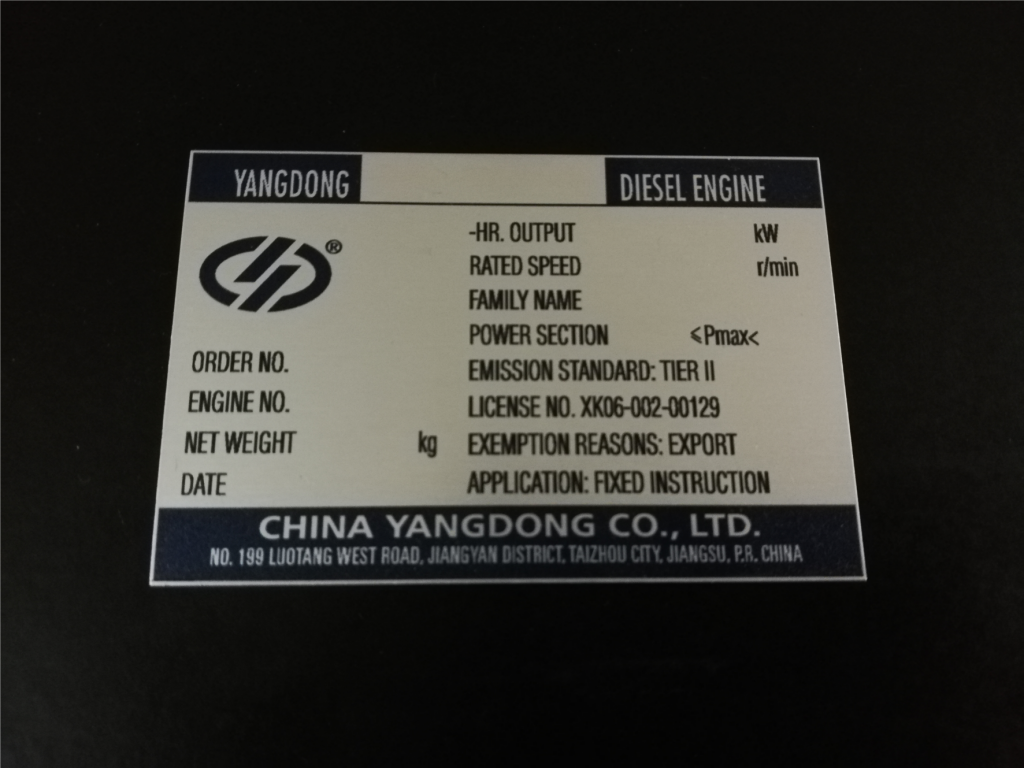 YANGDONG DIESEL ENGINE
®
-HR. OUTPUT kW
RATED SPEED r/min
FAMILY NAME
POWER SECTION ⩽Pmax<
EMISSION STANDARD: TIER II
LICENSE NO. XK06-002-00129
EXEMPTION REASONS: EXPORT
APPLICATION: FIXED INSTRUCTION
ORDER NO.
ENGINE NO.
NET WEIGHT kg
DATE
CHINA YANGDONG CO., LTD.
NO. 199 LUOTANG WEST ROAD, JIANGYAN DISTRICT, TAIZHOU CITY, JIANGSU, P.R. CHINA